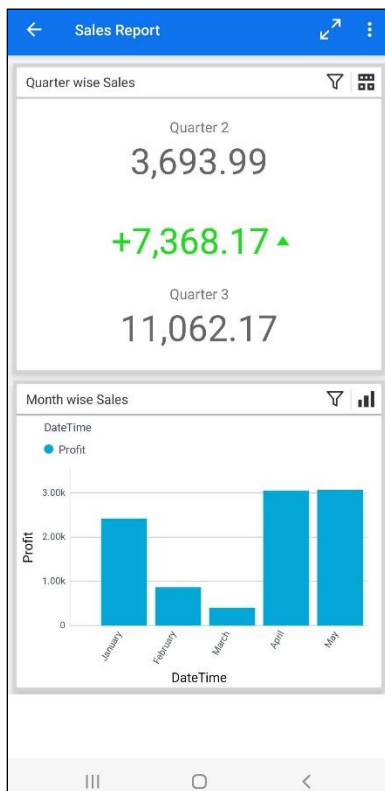 Sales Report
Quarter wise Sales
Quarter 2
3,693.99
+7,368.17
Quarter 3
11,062.17
Month wise Sales
DateTime
Profit
3.00k
2.00k
1.00k
0
Profit
January
February
March
April
May
DateTime